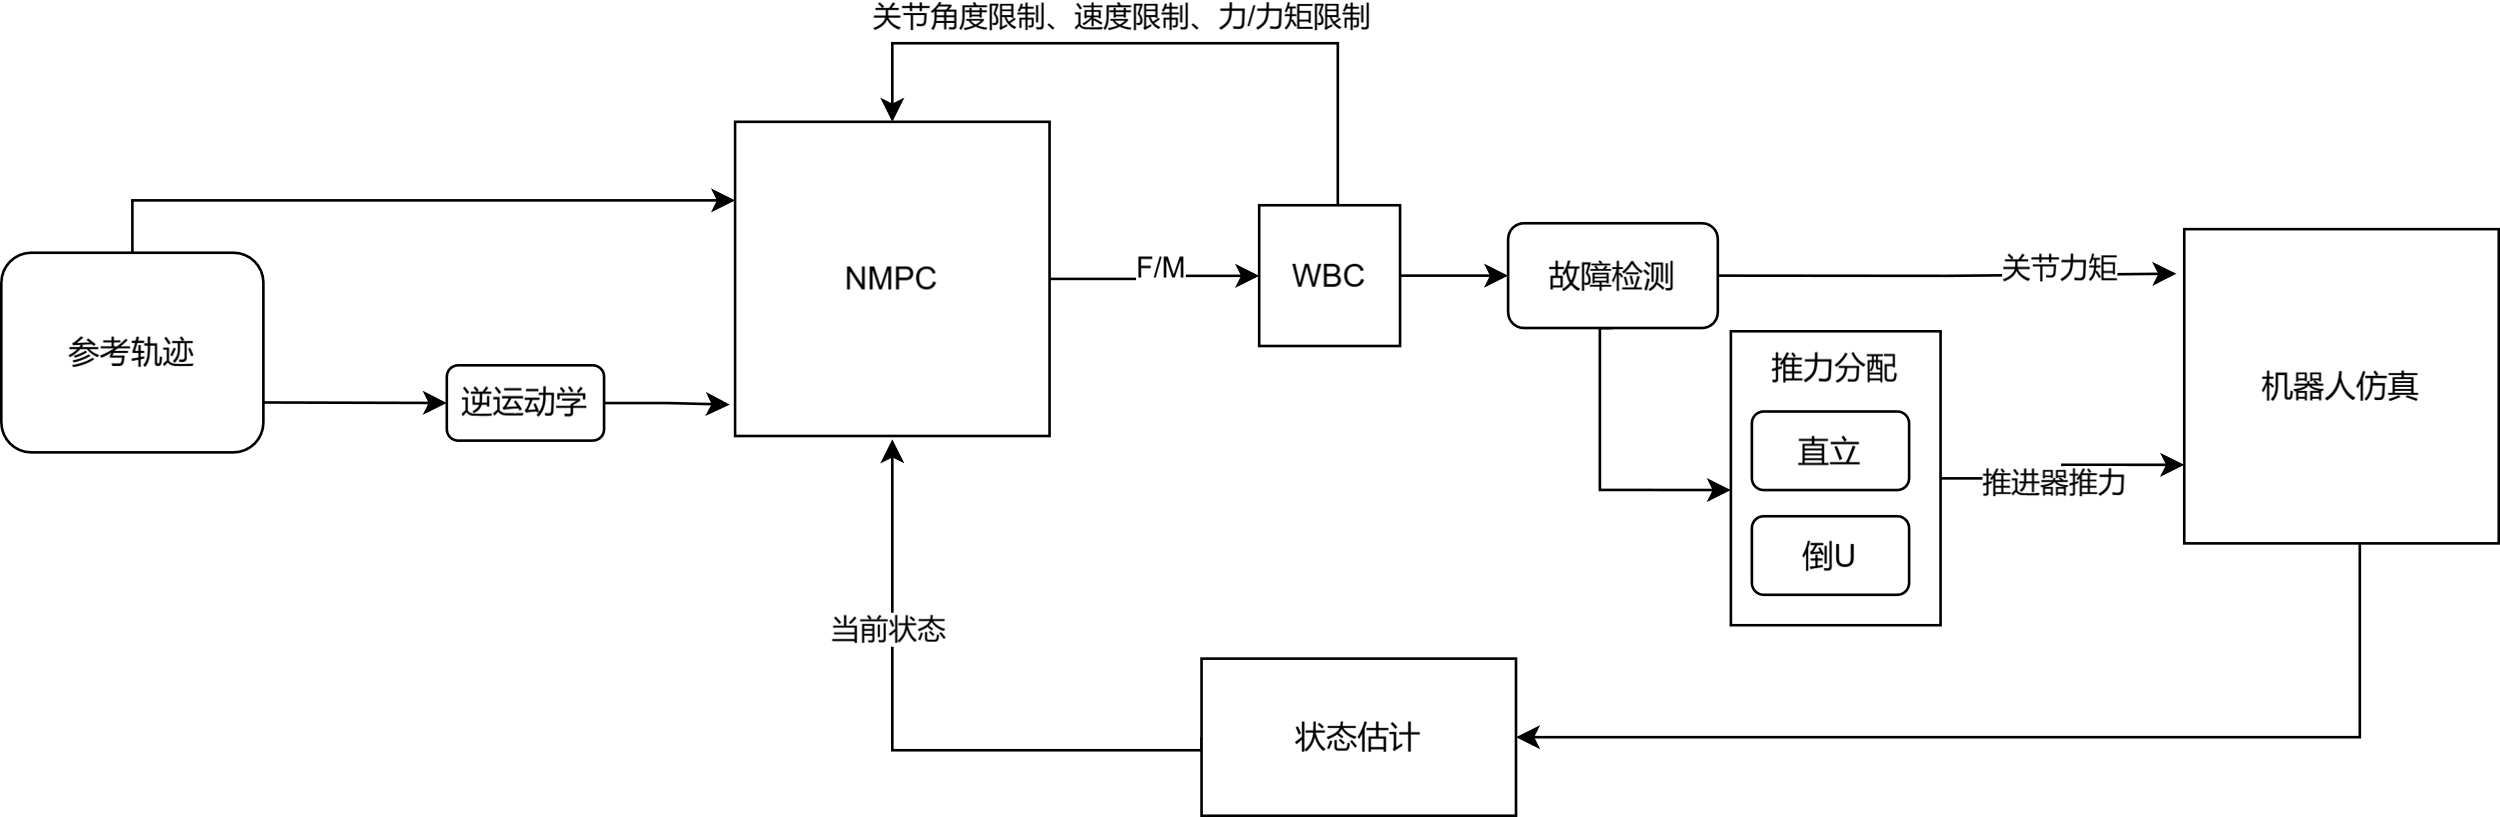 关节角度限制、速度限制、力/力矩限制
NMPC
F/M
WBC
故障检测
关节力矩
参考轨迹
逆运动学
推力分配
直立
倒U
推进器推力
机器人仿真
当前状态
状态估计